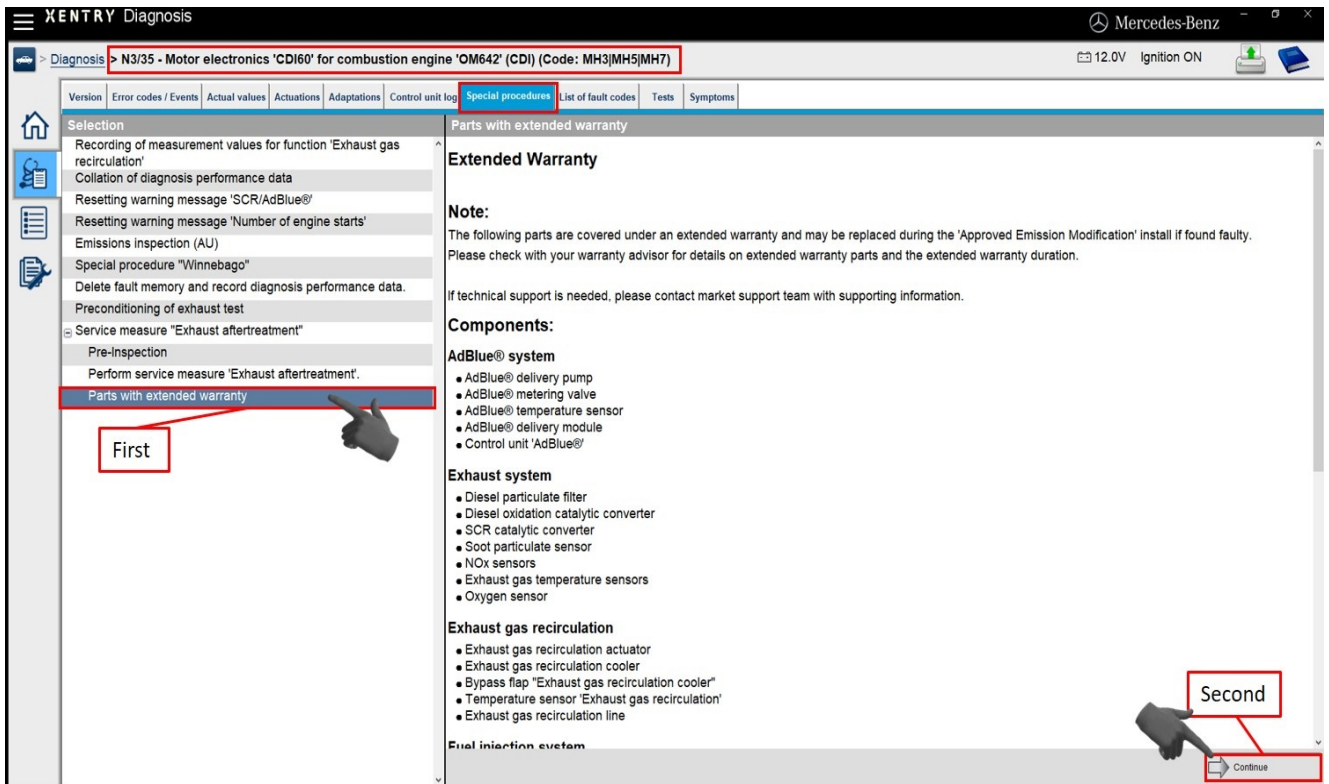 XENTRY Diagnosis
Mercedes-Benz
> Diagnosis > N3/35 - Motor electronics 'CDI60' for combustion engine 'OM642' (CDI) (Code: MH3|MH5|MH7)
12.0V Ignition ON
Version Error codes / Events Actual values Actuations Adaptations Control unit log Special procedures List of fault codes Tests Symptoms
Selection
Recording of measurement values for function 'Exhaust gas
recirculation'
Collation of diagnosis performance data
Resetting warning message 'SCR/AdBlue®'
Resetting warning message 'Number of engine starts'
Emissions inspection (AU)
Special procedure "Winnebago"
Delete fault memory and record diagnosis performance data.
Preconditioning of exhaust test
Service measure "Exhaust aftertreatment"
Pre-Inspection
Perform service measure 'Exhaust aftertreatment'.
Parts with extended warranty
First
Parts with extended warranty
Extended Warranty
Note:
The following parts are covered under an extended warranty and may be replaced during the 'Approved Emission Modification' install if found faulty.
Please check with your warranty advisor for details on extended warranty parts and the extended warranty duration.
If technical support is needed, please contact market support team with supporting information.
Components:
AdBlue® system
• AdBlue® delivery pump
• AdBlue® metering valve
• AdBlue® temperature sensor
• AdBlue® delivery module
• Control unit 'AdBlue®'
Exhaust system
• Diesel particulate filter
• Diesel oxidation catalytic converter
• SCR catalytic converter
• Soot particulate sensor
• NOx sensors
• Exhaust gas temperature sensors
• Oxygen sensor
Exhaust gas recirculation
• Exhaust gas recirculation actuator
• Exhaust gas recirculation cooler
• Bypass flap "Exhaust gas recirculation cooler"
• Temperature sensor 'Exhaust gas recirculation'
• Exhaust gas recirculation line
Fuel injection system
Second
Continue